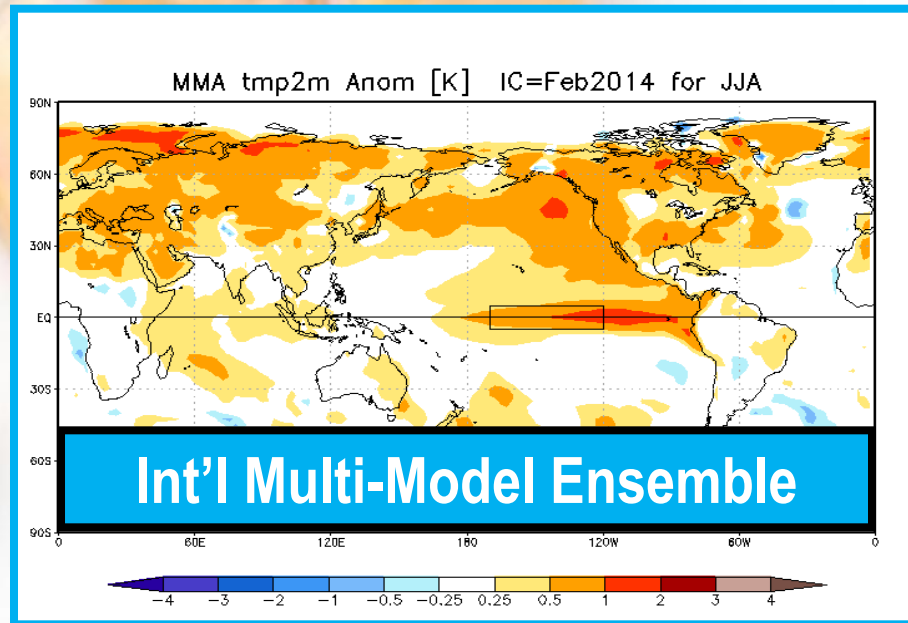 MMA tmp2m Anom [K] IC=Feb2014 for JJA
90N
60N
30N
EQ
30S
60S
90S
Int'l Multi-Model Ensemble
0 60E 120E 180 120W 60W 0
-4 -3 -2 -1 -0.5 -0.25 0.25 0.5 1 2 3 4